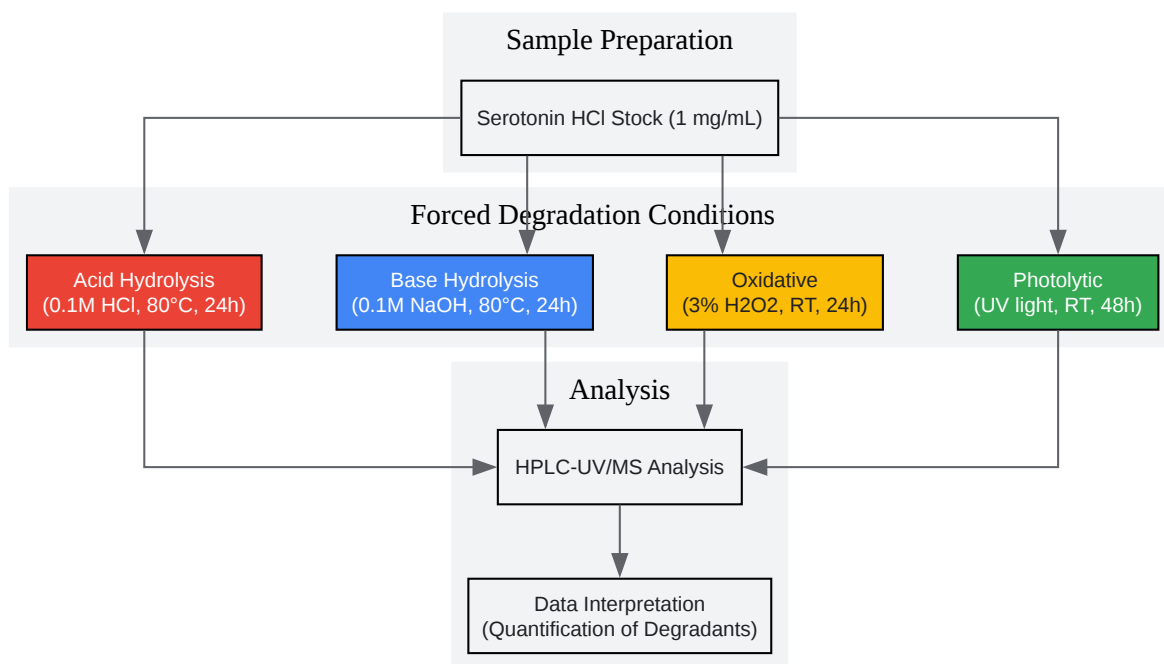 Sample Preparation
Serotonin HCl Stock (1 mg/mL)
Forced Degradation Conditions
Acid Hydrolysis
(0.1M HCl, 80°C, 24h)
Base Hydrolysis
(0.1M NaOH, 80°C, 24h)
Oxidative
(3% H2O2, RT, 24h)
Photolytic
(UV light, RT, 48h)
Analysis
HPLC-UV/MS Analysis
Data Interpretation
(Quantification of Degradants)